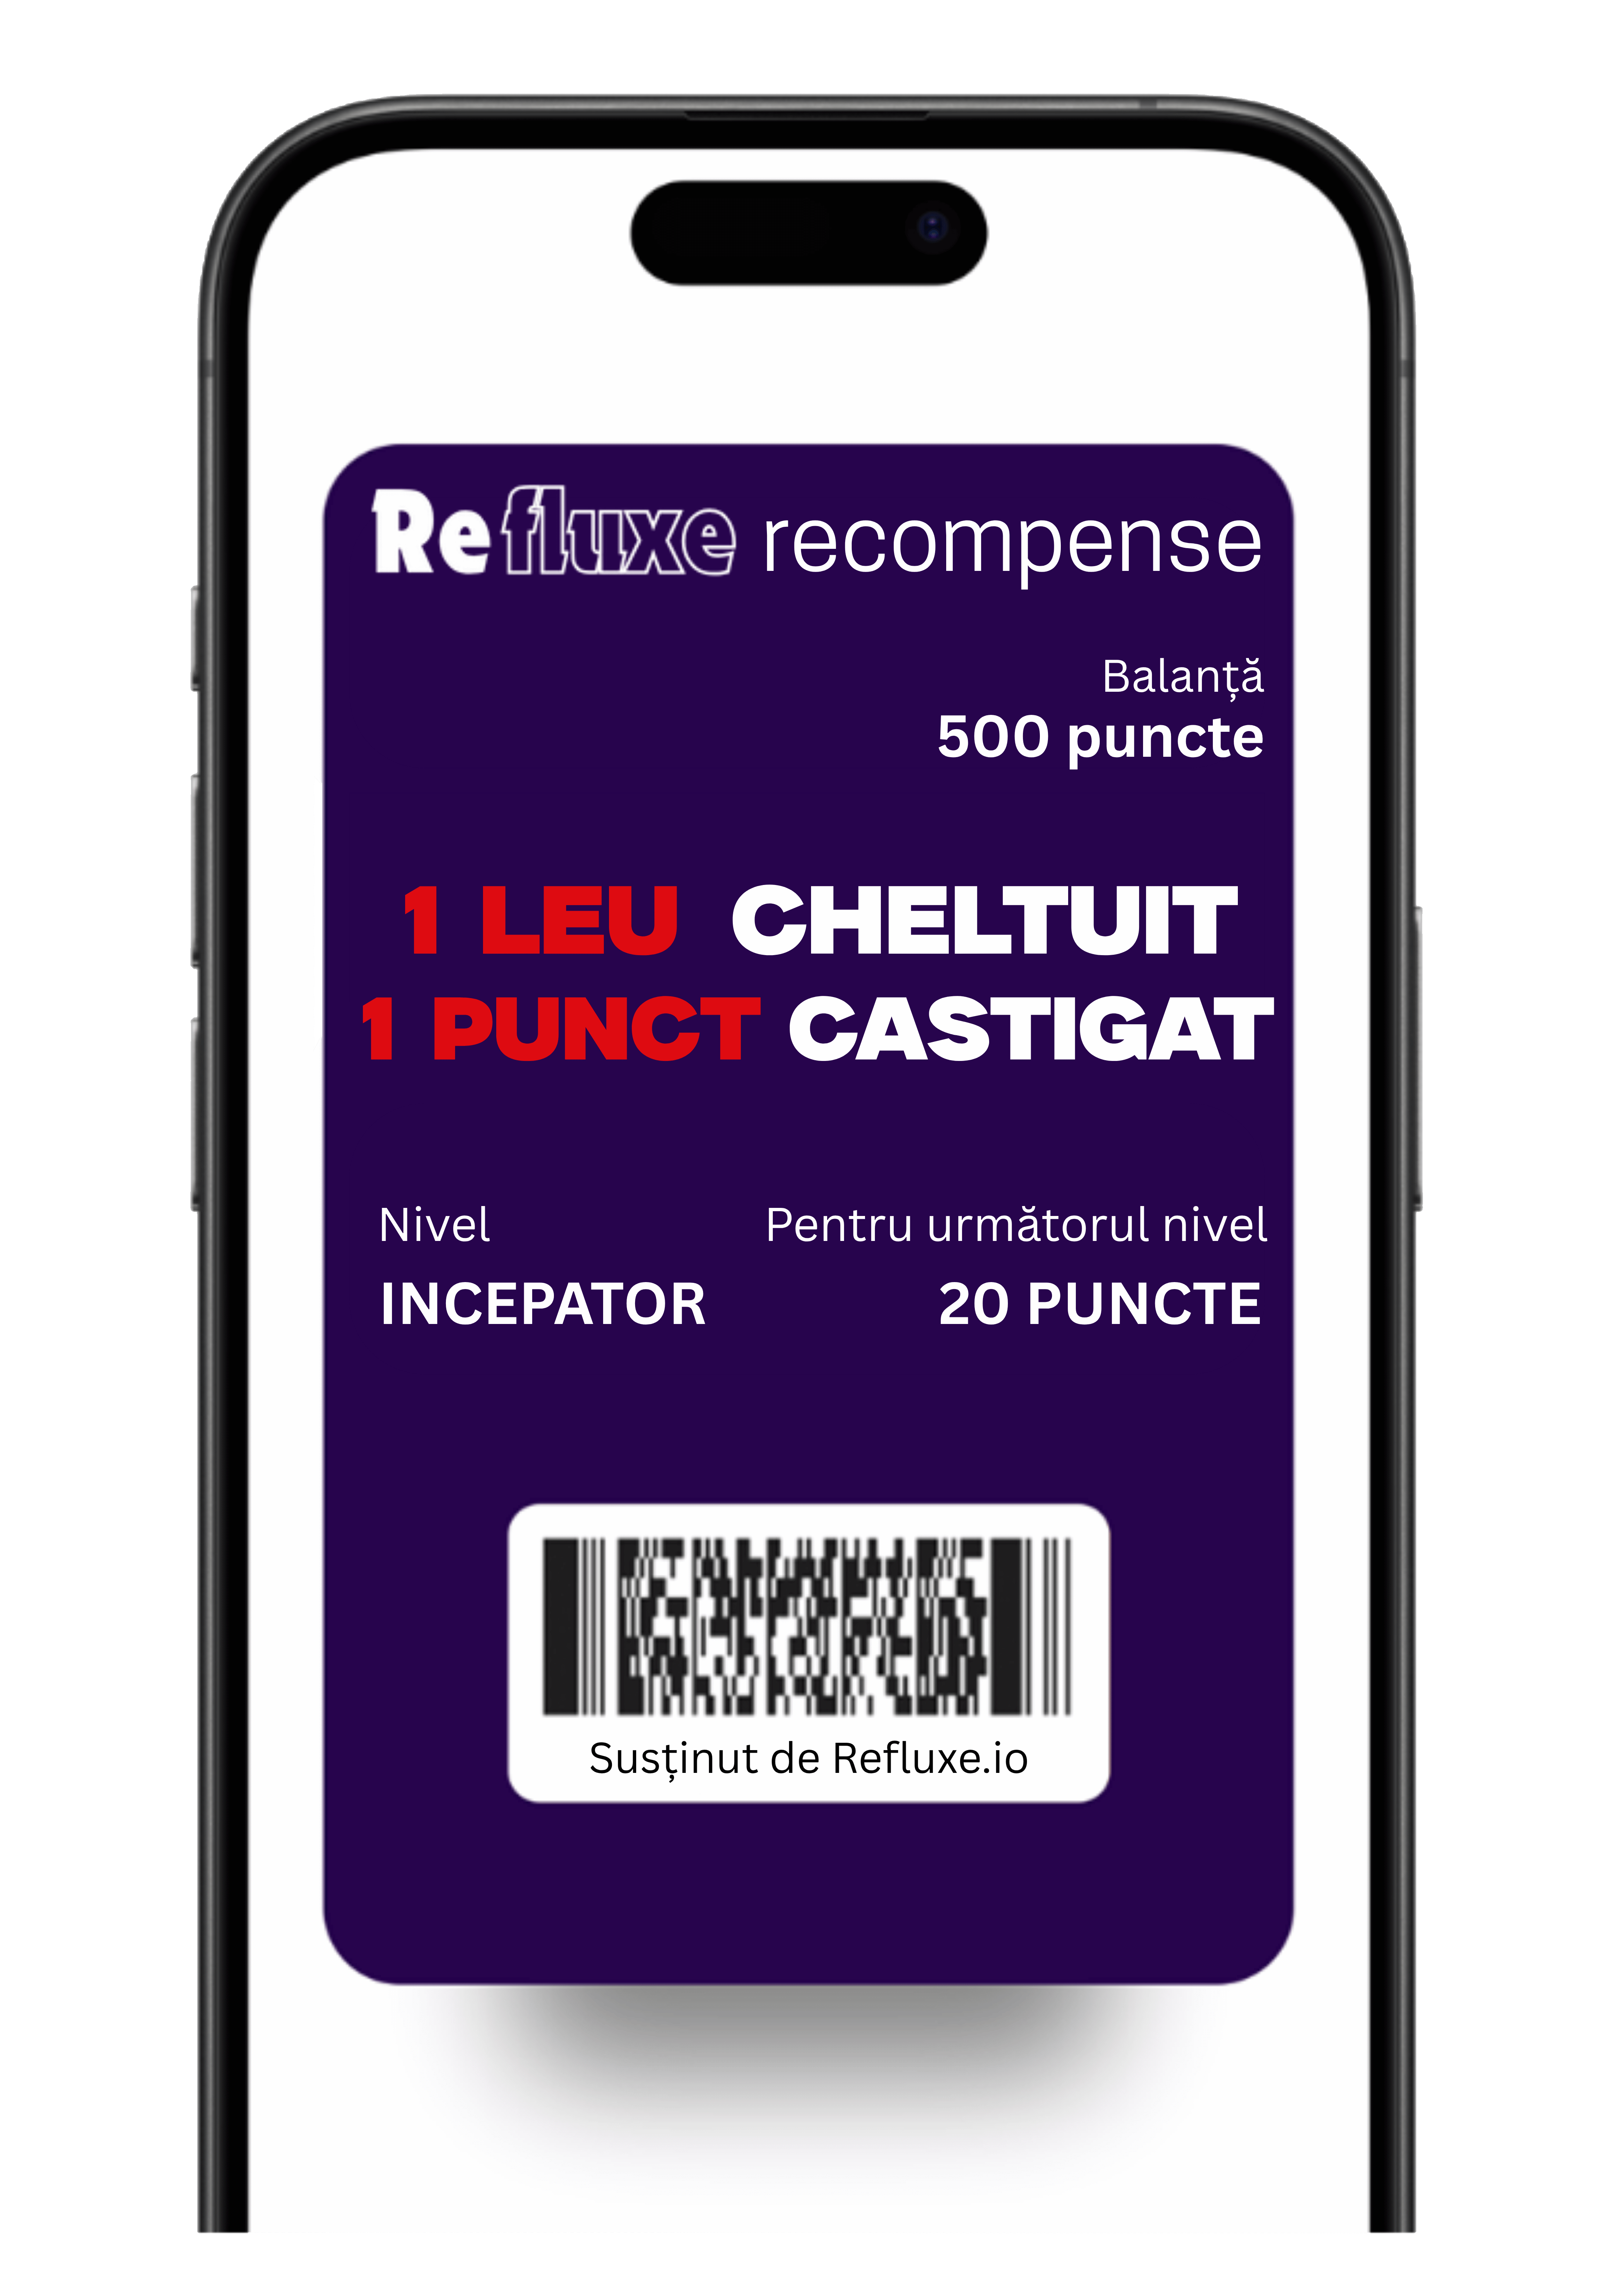 Refluxe recompense
Balanță
500 puncte
1 LEU CHELTUIT
1 PUNCT CASTIGAT
Nivel Pentru următorul nivel
INCEPATOR 20 PUNCTE
Susținut de Refluxe.io